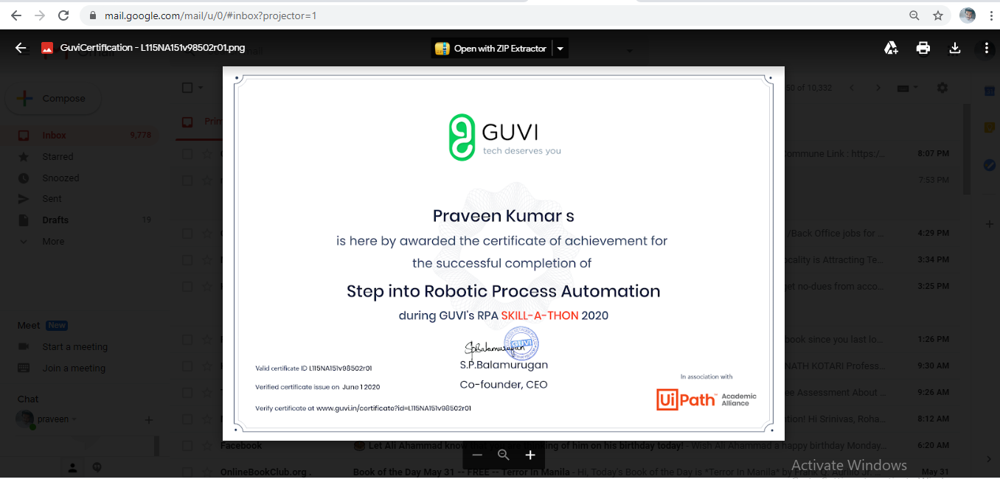 mail.google.com/mail/u/0/#inbox?projector=1
GuviCertification - L115NA151v98502r01.png
Open with ZIP Extractor
Compose
50 of 10,332
Inbox 9,778
Starred
Snoozed
Sent
Drafts 19
More
Meet New
Start a meeting
Join a meeting
Chat
praveen
GUVI
tech deserves you
Praveen Kumar s
is here by awarded the certificate of achievement for
the successful completion of
Step into Robotic Process Automation
during GUVI's RPA SKILL-A-THON 2020
GUVI
S.P.Balamurugan
Co-founder, CEO
Valid certificate ID L115NA151v98502r01
Verified certificate issue on June 1 2020
Verify certificate at www.guvi.in/certificate?id=L115NA151v98502r01
In association with
UiPath™ Academic
Alliance
Commune Link : https:/... 8:07 PM
7:53 PM
/Back Office jobs for ... 4:29 PM
ocality is Attracting Te... 3:34 PM
get no-dues from acco... 3:25 PM
book since you last lo... 1:26 PM
NATH KOTARI Profess... 9:30 AM
ee Assessment About ... 9:26 AM
tion! Hi Srinivas, Roha... 8:12 AM
Facebook Let Ali Ahammad know that you are thinking of him on his birthday today! - Wish Ali Ahammad a happy birthday Monday... 6:20 AM
OnlineBookClub.org . Book of the Day May 31 -- FREE -- Terror In Manila - Hi, Today's Book of the Day is *Terror In Manila* by Frank Q. Aurillo Jr. May 31
Activate Windows